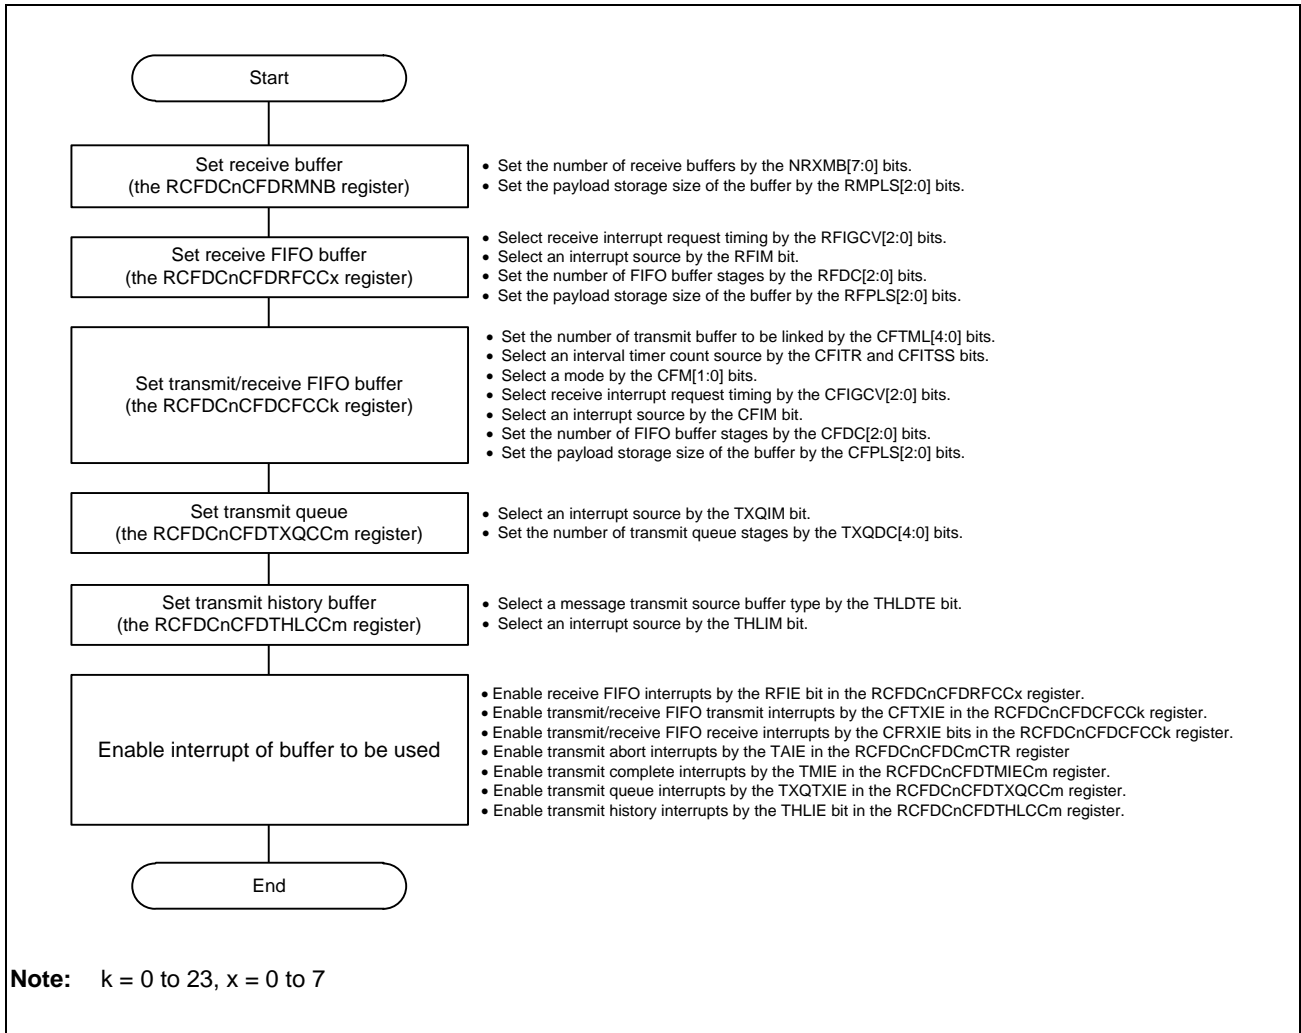 Start
Set receive buffer
(the RCFDCnCFDRMNB register)
• Set the number of receive buffers by the NRXMB[7:0] bits.
• Set the payload storage size of the buffer by the RMPLS[2:0] bits.
Set receive FIFO buffer
(the RCFDCnCFDRFCCx register)
• Select receive interrupt request timing by the RFIGCV[2:0] bits.
• Select an interrupt source by the RFIM bit.
• Set the number of FIFO buffer stages by the RFDC[2:0] bits.
• Set the payload storage size of the buffer by the RFPLS[2:0] bits.
Set transmit/receive FIFO buffer
(the RCFDCnCFDCFCCk register)
• Set the number of transmit buffer to be linked by the CFTML[4:0] bits.
• Select an interval timer count source by the CFITR and CFITSS bits.
• Select a mode by the CFM[1:0] bits.
• Select receive interrupt request timing by the CFIGCV[2:0] bits.
• Select an interrupt source by the CFIM bit.
• Set the number of FIFO buffer stages by the CFDC[2:0] bits.
• Set the payload storage size of the buffer by the CFPLS[2:0] bits.
Set transmit queue
(the RCFDCnCFDTXQCCm register)
• Select an interrupt source by the TXQIM bit.
• Set the number of transmit queue stages by the TXQDC[4:0] bits.
Set transmit history buffer
(the RCFDCnCFDTHLCCm register)
• Select a message transmit source buffer type by the THLDTE bit.
• Select an interrupt source by the THLIM bit.
Enable interrupt of buffer to be used
• Enable receive FIFO interrupts by the RFIE bit in the RCFDCnCFDRFCCx register.
• Enable transmit/receive FIFO transmit interrupts by the CFTXIE in the RCFDCnCFDCFCCk register.
• Enable transmit/receive FIFO receive interrupts by the CFRXIE bits in the RCFDCnCFDCFCCk register.
• Enable transmit abort interrupts by the TAIE in the RCFDCnCFDCmCTR register
• Enable transmit complete interrupts by the TMIE in the RCFDCnCFDTMIECm register.
• Enable transmit queue interrupts by the TXQTXIE in the RCFDCnCFDTXQCCm register.
• Enable transmit history interrupts by the THLIE bit in the RCFDCnCFDTHLCCm register.
End
Note: k = 0 to 23, x = 0 to 7